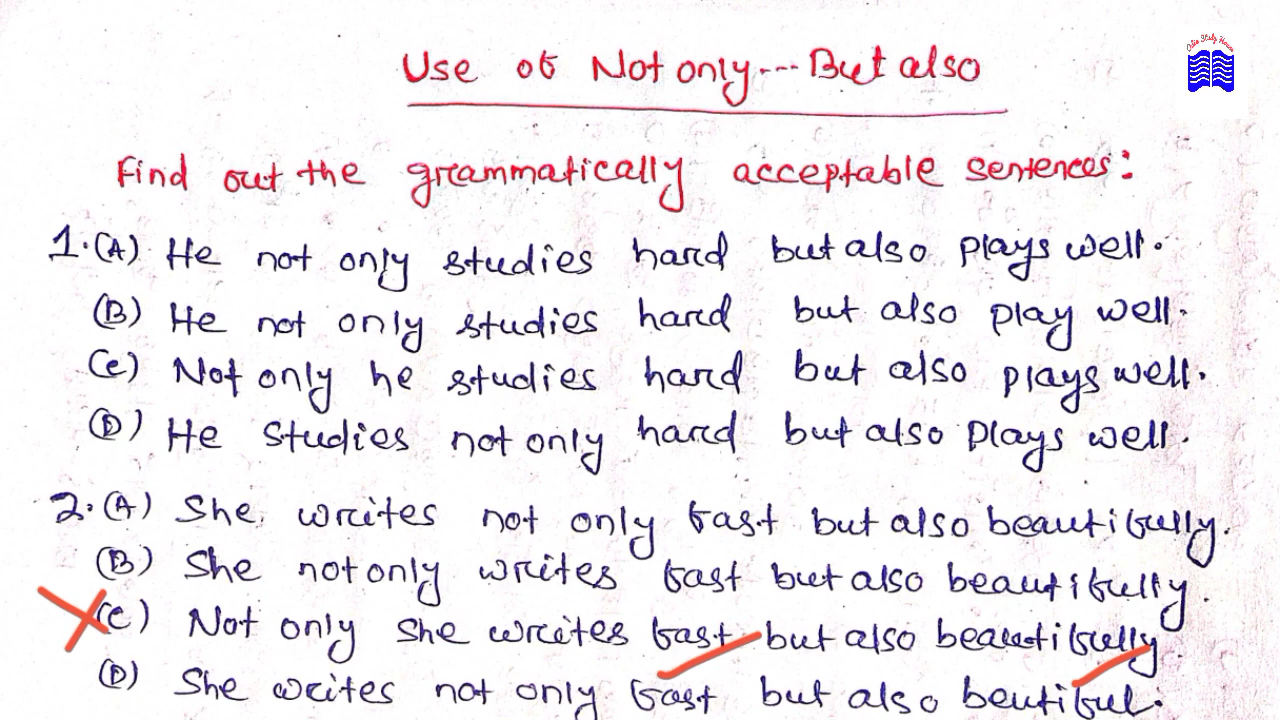 Use of Not only---But also
Odia Study Home
Find out the grammatically acceptable sentences:
1.(A) He not only studies hard but also plays well.
(B) He not only studies hard but also play well.
(C) Not only he studies hard but also plays well.
(D) He studies not only hard but also plays well.
2.(A) She writes not only fast but also beautifully.
(B) She not only writes fast but also beautifully.
(C) Not only she writes fast but also beautifully.
(D) She writes not only fast but also beutiful.